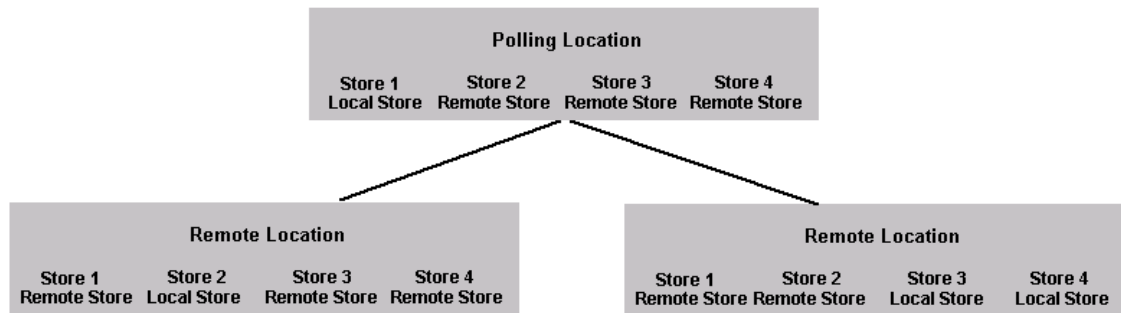 Polling Location
Store 1 Store 2 Store 3 Store 4
Local Store Remote Store Remote Store Remote Store
Remote Location
Store 1 Store 2 Store 3 Store 4
Remote Store Local Store Remote Store Remote Store
Remote Location
Store 1 Store 2 Store 3 Store 4
Remote Store Remote Store Local Store Local Store